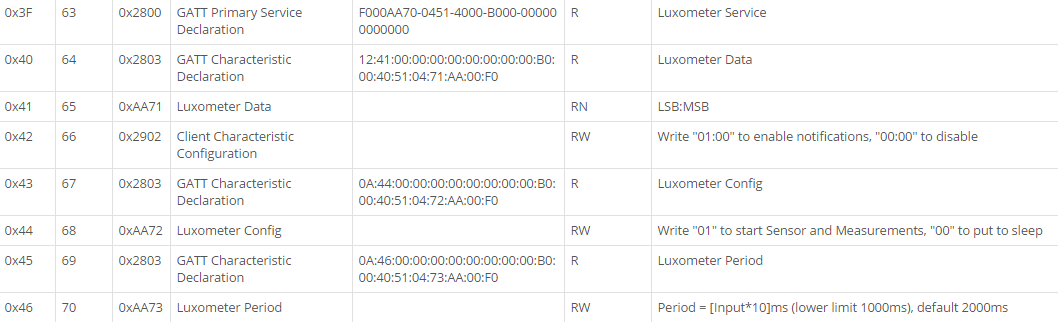 0x3F 63 0x2800 GATT Primary Service F000AA70-0451-4000-B000-00000 R Luxometer Service
Declaration 0000000
0x40 64 0x2803 GATT Characteristic 12:41:00:00:00:00:00:00:00:00:B0: R Luxometer Data
Declaration 00:40:51:04:71:AA:00:F0
0x41 65 0xAA71 Luxometer Data RN LSB:MSB
0x42 66 0x2902 Client Characteristic RW Write "01:00" to enable notifications, "00:00" to disable
Configuration
0x43 67 0x2803 GATT Characteristic 0A:44:00:00:00:00:00:00:00:00:B0: R Luxometer Config
Declaration 00:40:51:04:72:AA:00:F0
0x44 68 0xAA72 Luxometer Config RW Write "01" to start Sensor and Measurements, "00" to put to sleep
0x45 69 0x2803 GATT Characteristic 0A:46:00:00:00:00:00:00:00:00:B0: R Luxometer Period
Declaration 00:40:51:04:73:AA:00:F0
0x46 70 0xAA73 Luxometer Period RW Period = [Input*10]ms (lower limit 1000ms), default 2000ms